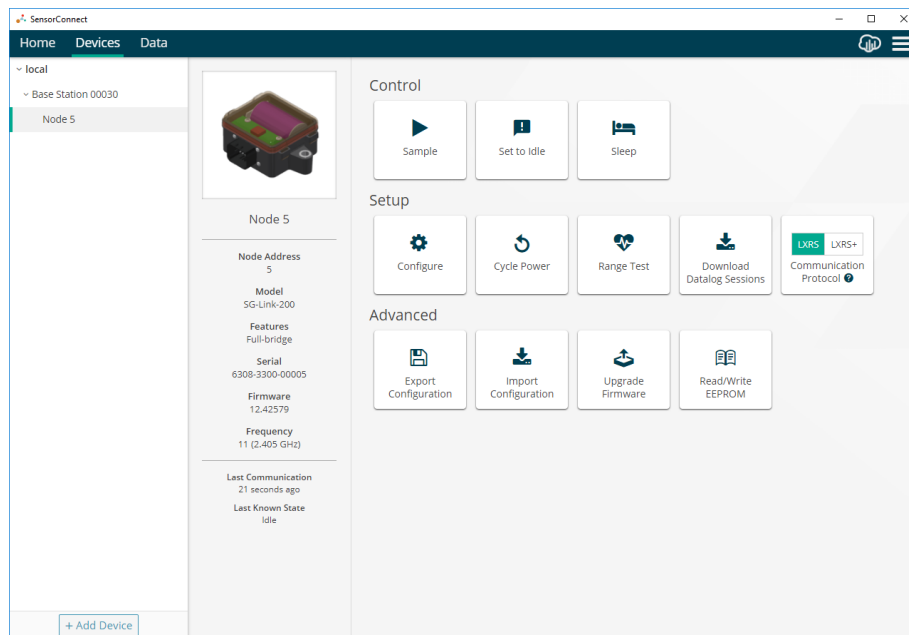 SensorConnect
Home Devices Data
local
Base Station 00030
Node 5
+ Add Device
Node 5
Node Address
5
Model
SG-Link-200
Features
Full-bridge
Serial
6308-3300-00005
Firmware
12.42579
Frequency
11 (2.405 GHz)
Last Communication
21 seconds ago
Last Known State
Idle
Control
Sample
Set to Idle
Sleep
Setup
Configure
Cycle Power
Range Test
Download
Datalog Sessions
LXRS LXRS+
Communication
Protocol ?
Advanced
Export
Configuration
Import
Configuration
Upgrade
Firmware
Read/Write
EEPROM